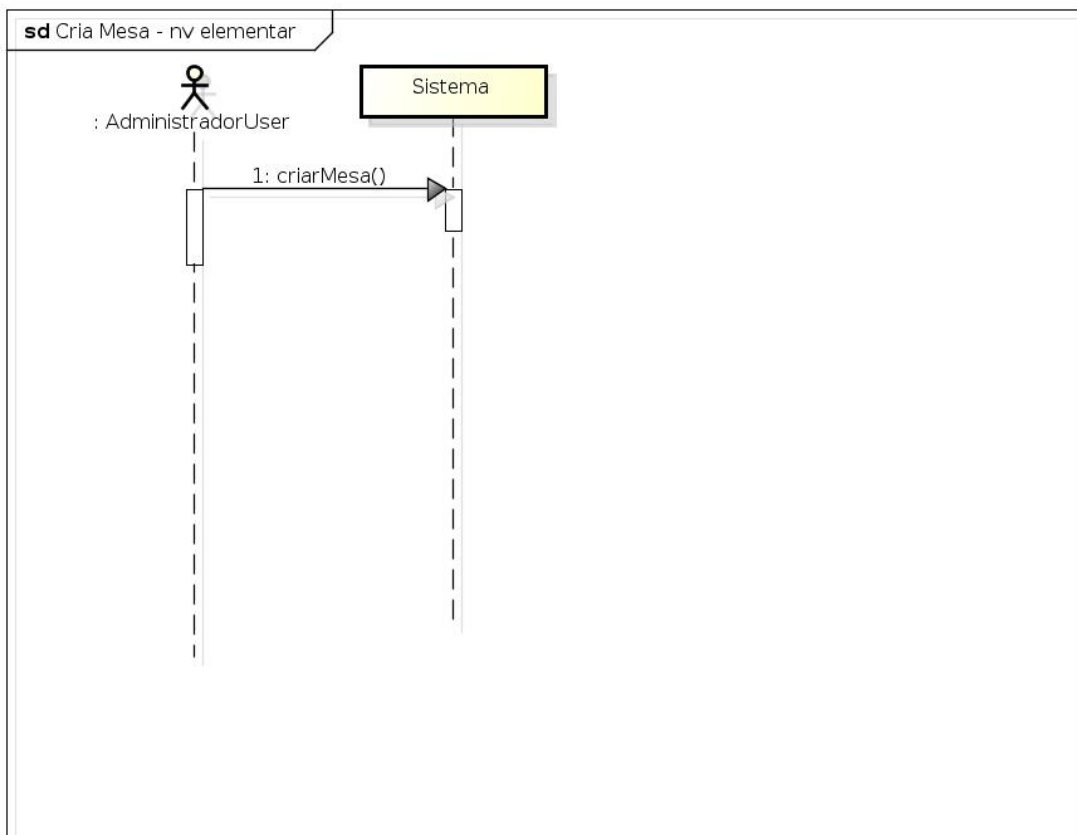 sd Cria Mesa - nv elementar
Sistema
: AdministradorUser
1: criarMesa()